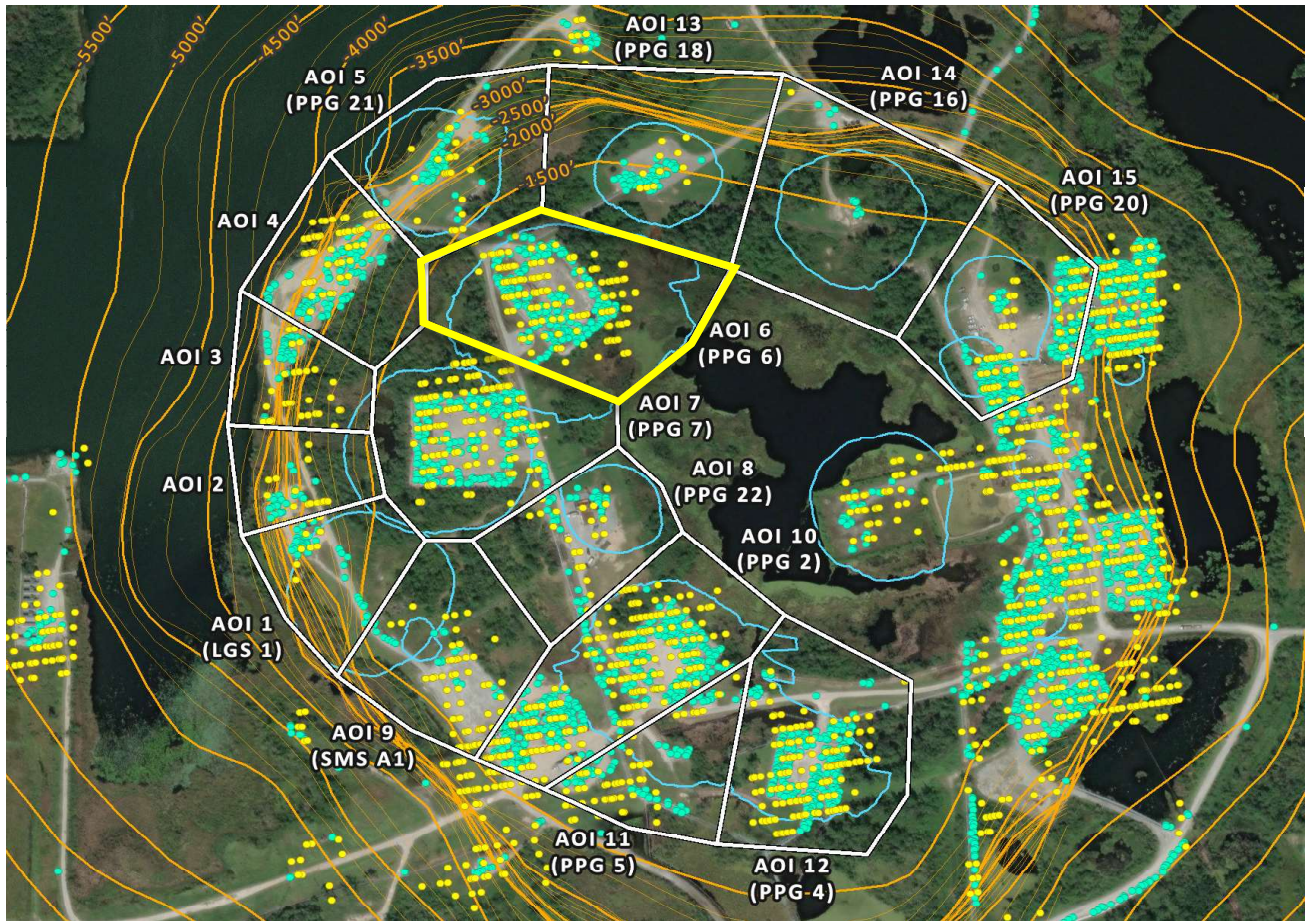 -5500'
-5000'
-4500'
-4000'
-3500'
-3000'
-2500'
-2000'
-1500'
AOI 13
(PPG 18)
AOI 5
(PPG 21)
AOI 14
(PPG 16)
AOI 15
(PPG 20)
AOI 4
AOI 3
AOI 6
(PPG 6)
AOI 7
(PPG 7)
AOI 8
(PPG 22)
AOI 2
AOI 10
(PPG 2)
AOI 1
(LGS 1)
AOI 9
(SMS A1)
AOI 11
(PPG 5)
AOI 12
(PPG 4)